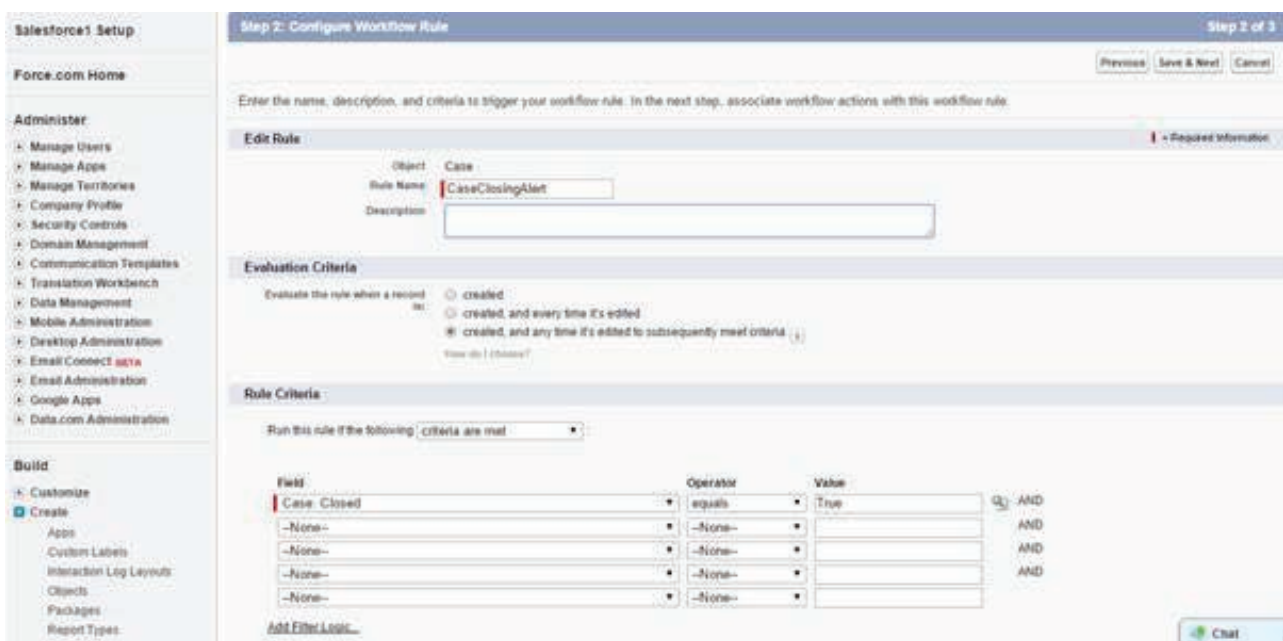 Salesforce1 Setup
Force.com Home
Administer
Manage Users
Manage Apps
Manage Territories
Company Profile
Security Controls
Domain Management
Communication Templates
Translation Workbench
Data Management
Mobile Administration
Desktop Administration
Email Connect BETA
Email Administration
Google Apps
Data.com Administration
Build
Customize
Create
Apps
Custom Labels
Interaction Log Layouts
Objects
Packages
Report Types
Step 2: Configure Workflow Rule
Step 2 of 3
Previous Save & Next Cancel
Enter the name, description, and criteria to trigger your workflow rule. In the next step, associate workflow actions with this workflow rule.
Edit Rule
= Required Information
Object Case
Rule Name CaseClosingAlert
Description
Evaluation Criteria
Evaluate the rule when a record is:
created
created, and every time it's edited
created, and any time it's edited to subsequently meet criteria
How do I choose?
Rule Criteria
Run this rule if the following criteria are met
Field Operator Value
Case: Closed equals True AND
--None-- --None-- AND
--None-- --None-- AND
--None-- --None-- AND
--None-- --None--
Add Filter Logic...
Chat